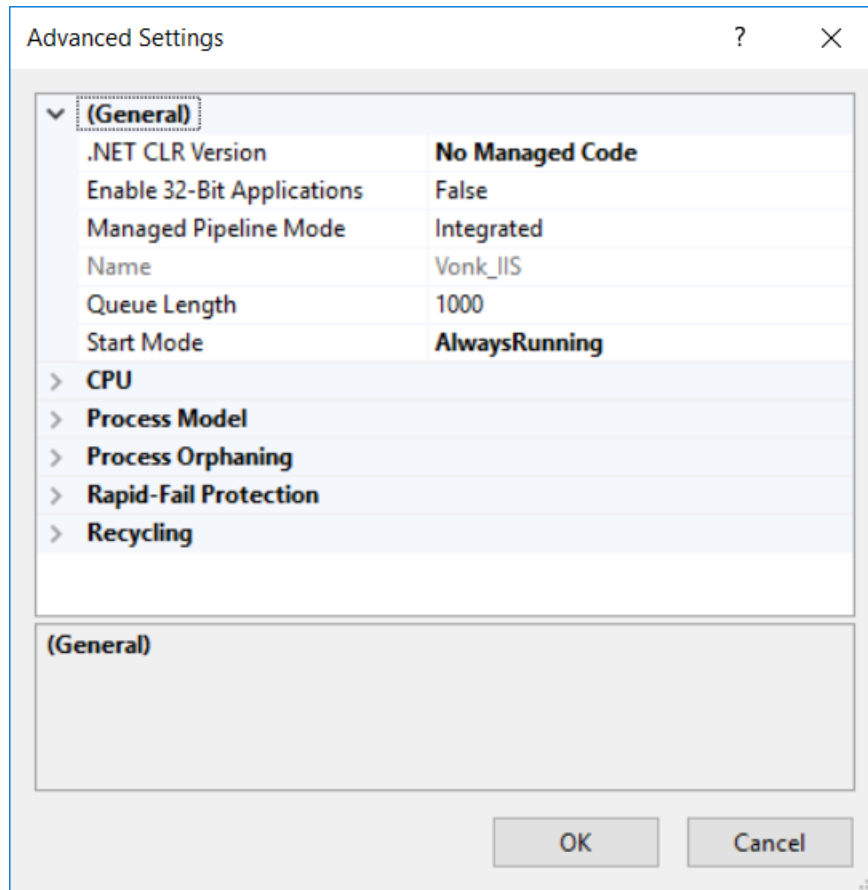 Advanced Settings ?
(General)
.NET CLR Version No Managed Code
Enable 32-Bit Applications False
Managed Pipeline Mode Integrated
Name Vonk_IIS
Queue Length 1000
Start Mode AlwaysRunning
CPU
Process Model
Process Orphaning
Rapid-Fail Protection
Recycling
(General)
OK Cancel